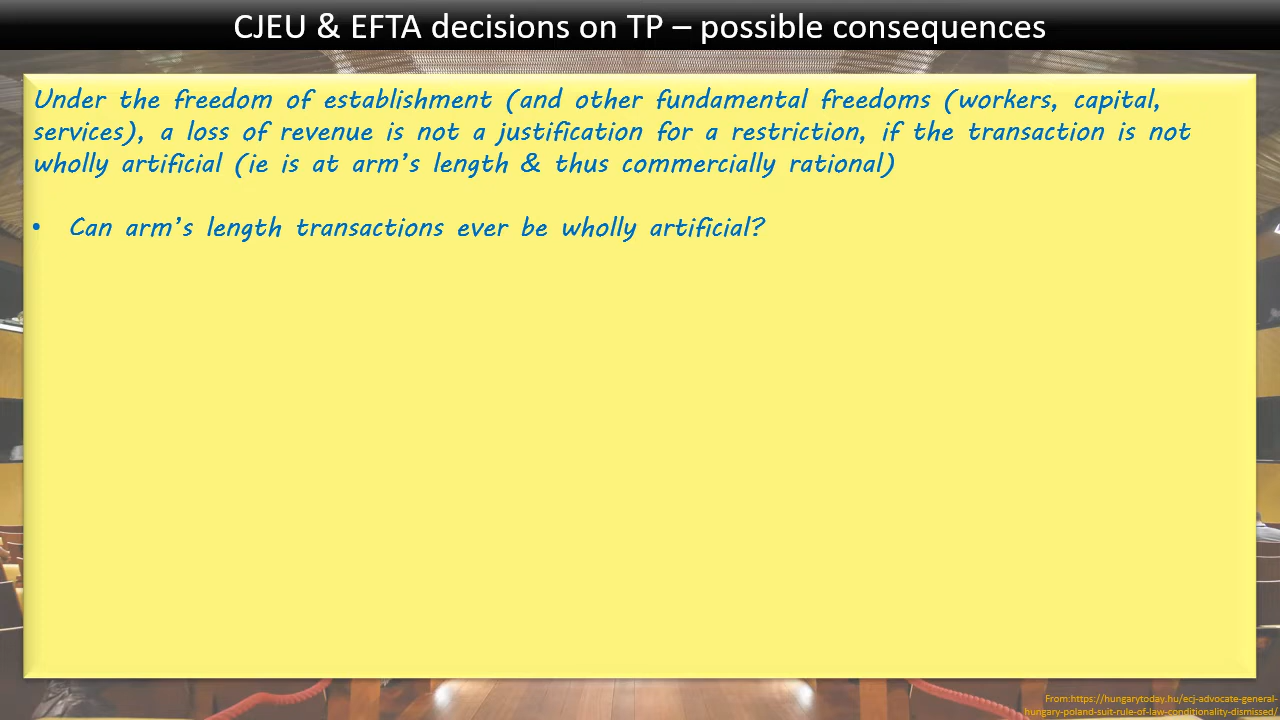 CJEU & EFTA decisions on TP – possible consequences
Under the freedom of establishment (and other fundamental freedoms (workers, capital,
services), a loss of revenue is not a justification for a restriction, if the transaction is not
wholly artificial (ie is at arm's length & thus commercially rational)
• Can arm's length transactions ever be wholly artificial?
From:https://hungarytoday.hu/ecj-advocate-general-
hungary-poland-suit-rule-of-law-conditionality-dismissed/